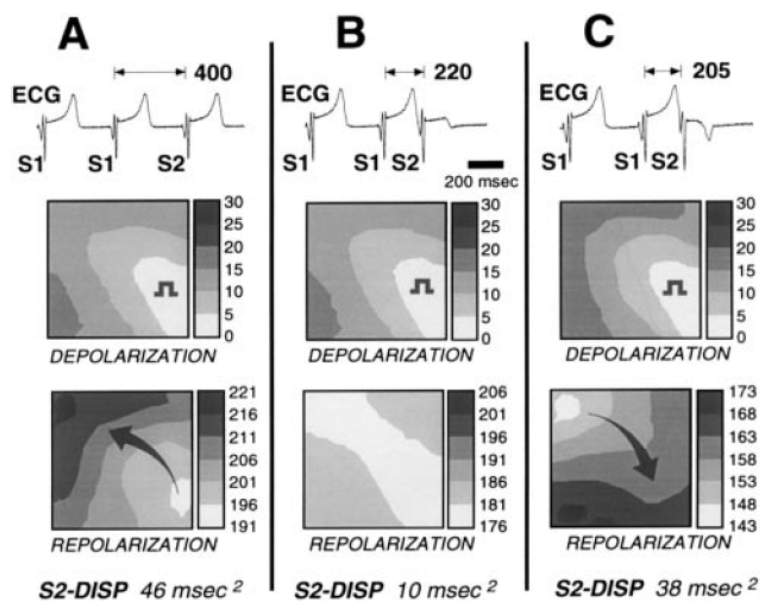 A
400
ECG
S1 S1 S2
30
25
20
15
10
5
0
DEPOLARIZATION
221
216
211
206
201
196
191
REPOLARIZATION
S2-DISP 46 msec 2
B
220
ECG
S1 S1 S2
200 msec
30
25
20
15
10
5
0
DEPOLARIZATION
206
201
196
191
186
181
176
REPOLARIZATION
S2-DISP 10 msec 2
C
205
ECG
S1 S1 S2
30
25
20
15
10
5
0
DEPOLARIZATION
173
168
163
158
153
148
143
REPOLARIZATION
S2-DISP 38 msec 2